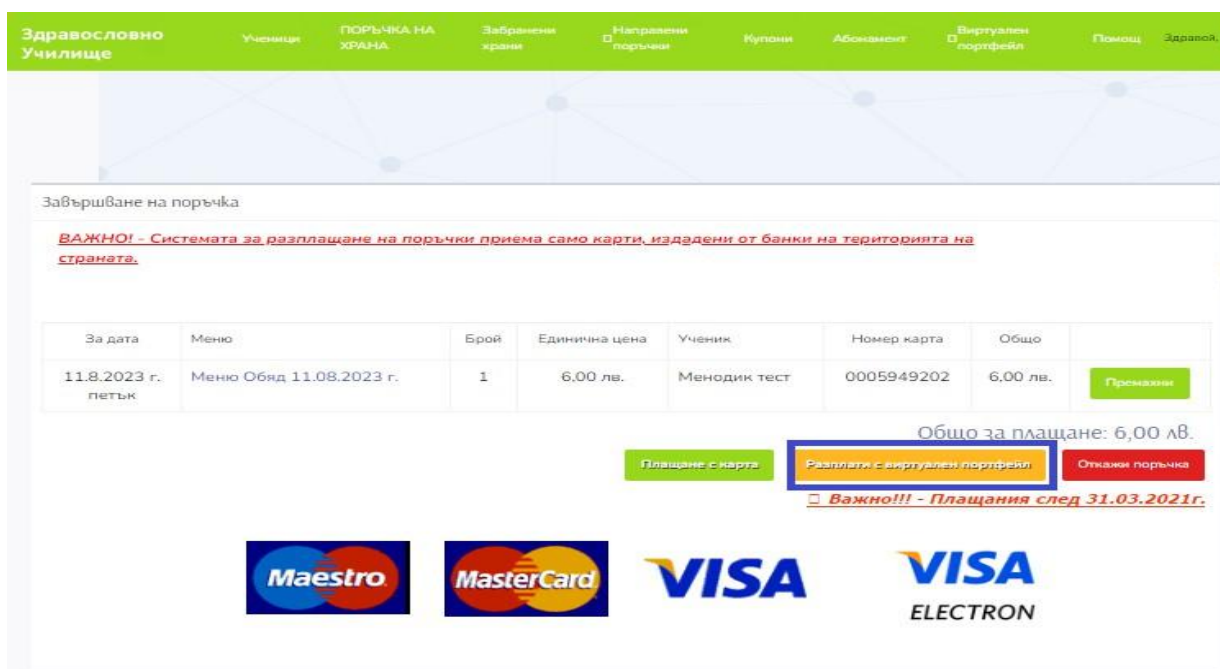 Здравословно
Училище
Ученици
ПОРЪЧКА НА
ХРАНА
Забранени
храни
Направени
поръчки
Купони
Абонамент
Виртуален
портфейл
Помощ
Здравей,
Завършване на поръчка
ВАЖНО! - Системата за разплащане на поръчки приема само карти, издадени от банки на територията на
страната.
За дата Меню Брой Единична цена Ученик Номер карта Общо
11.8.2023 г. Меню Обяд 11.08.2023 г. 1 6,00 лв. Менодик тест 0005949202 6,00 лв. Премахни
петък
Общо за плащане: 6,00 лв.
Плащане с карта Разплати с виртуален портфейл Откажи поръчка
Важно!!! - Плащания след 31.03.2021г.
Maestro MasterCard VISA VISA
ELECTRON